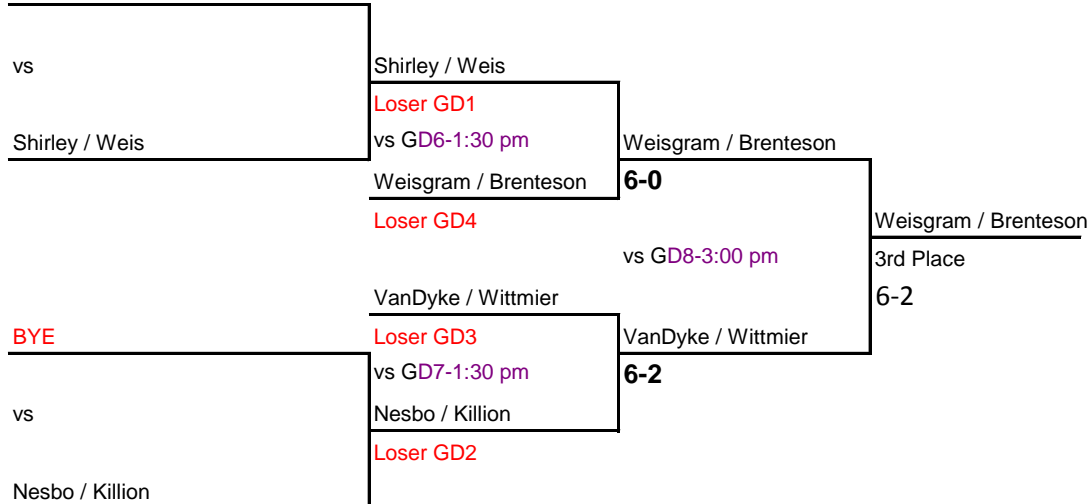 vs
Shirley / Weis
Loser GD1
Shirley / Weis
vs GD6-1:30 pm
Weisgram / Brenteson
Weisgram / Brenteson
6-0
Loser GD4
Weisgram / Brenteson
vs GD8-3:00 pm
3rd Place
VanDyke / Wittmier
6-2
BYE
Loser GD3
VanDyke / Wittmier
vs GD7-1:30 pm
6-2
vs
Nesbo / Killion
Loser GD2
Nesbo / Killion